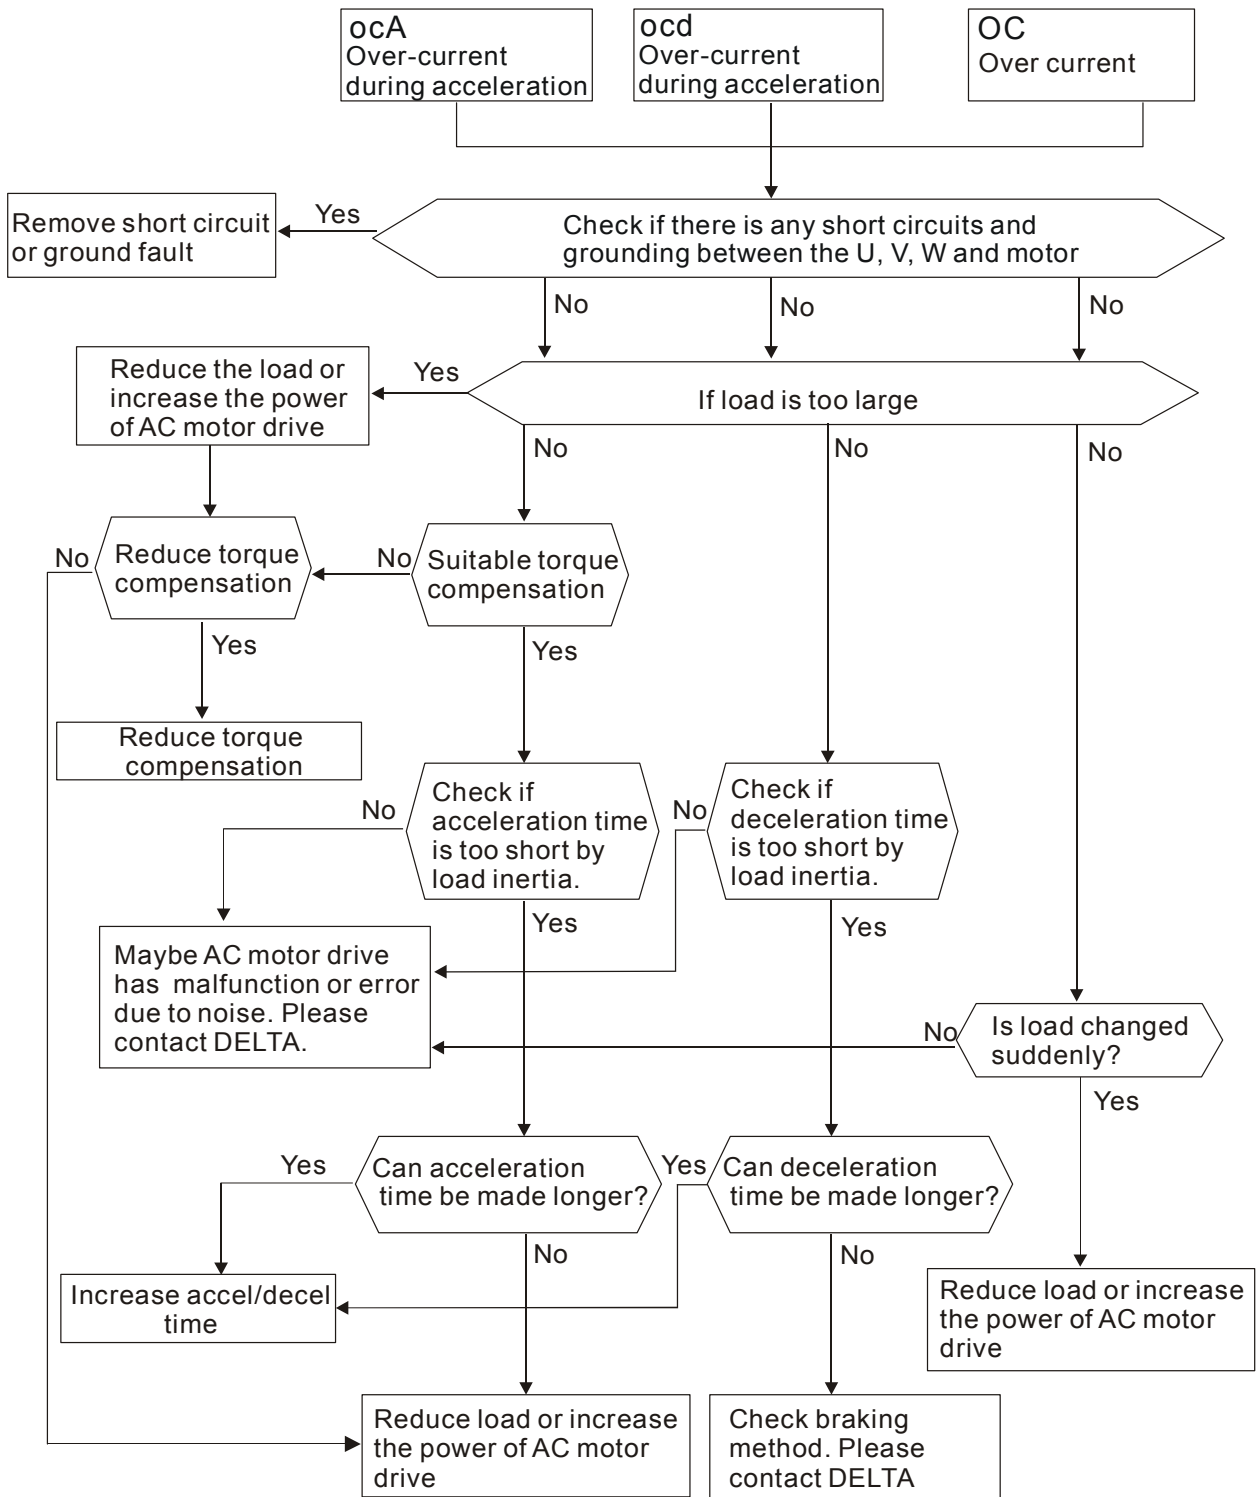 ocA
Over-current
during acceleration
ocd
Over-current
during acceleration
OC
Over current
Remove short circuit
or ground fault
Yes
Check if there is any short circuits and
grounding between the U, V, W and motor
No
No
No
Reduce the load or
increase the power
of AC motor drive
Yes
If load is too large
No
No
No
No
Reduce torque
compensation
No
Suitable torque
compensation
Yes
Yes
Reduce torque
compensation
No
Check if
acceleration time
is too short by
load inertia.
No
Check if
deceleration time
is too short by
load inertia.
Yes
Yes
Maybe AC motor drive
has malfunction or error
due to noise. Please
contact DELTA.
No
Is load changed
suddenly?
Yes
Yes
Can acceleration
time be made longer?
Yes
Can deceleration
time be made longer?
No
No
Increase accel/decel
time
Reduce load or increase
the power of AC motor
drive
Reduce load or increase
the power of AC motor
drive
Check braking
method. Please
contact DELTA